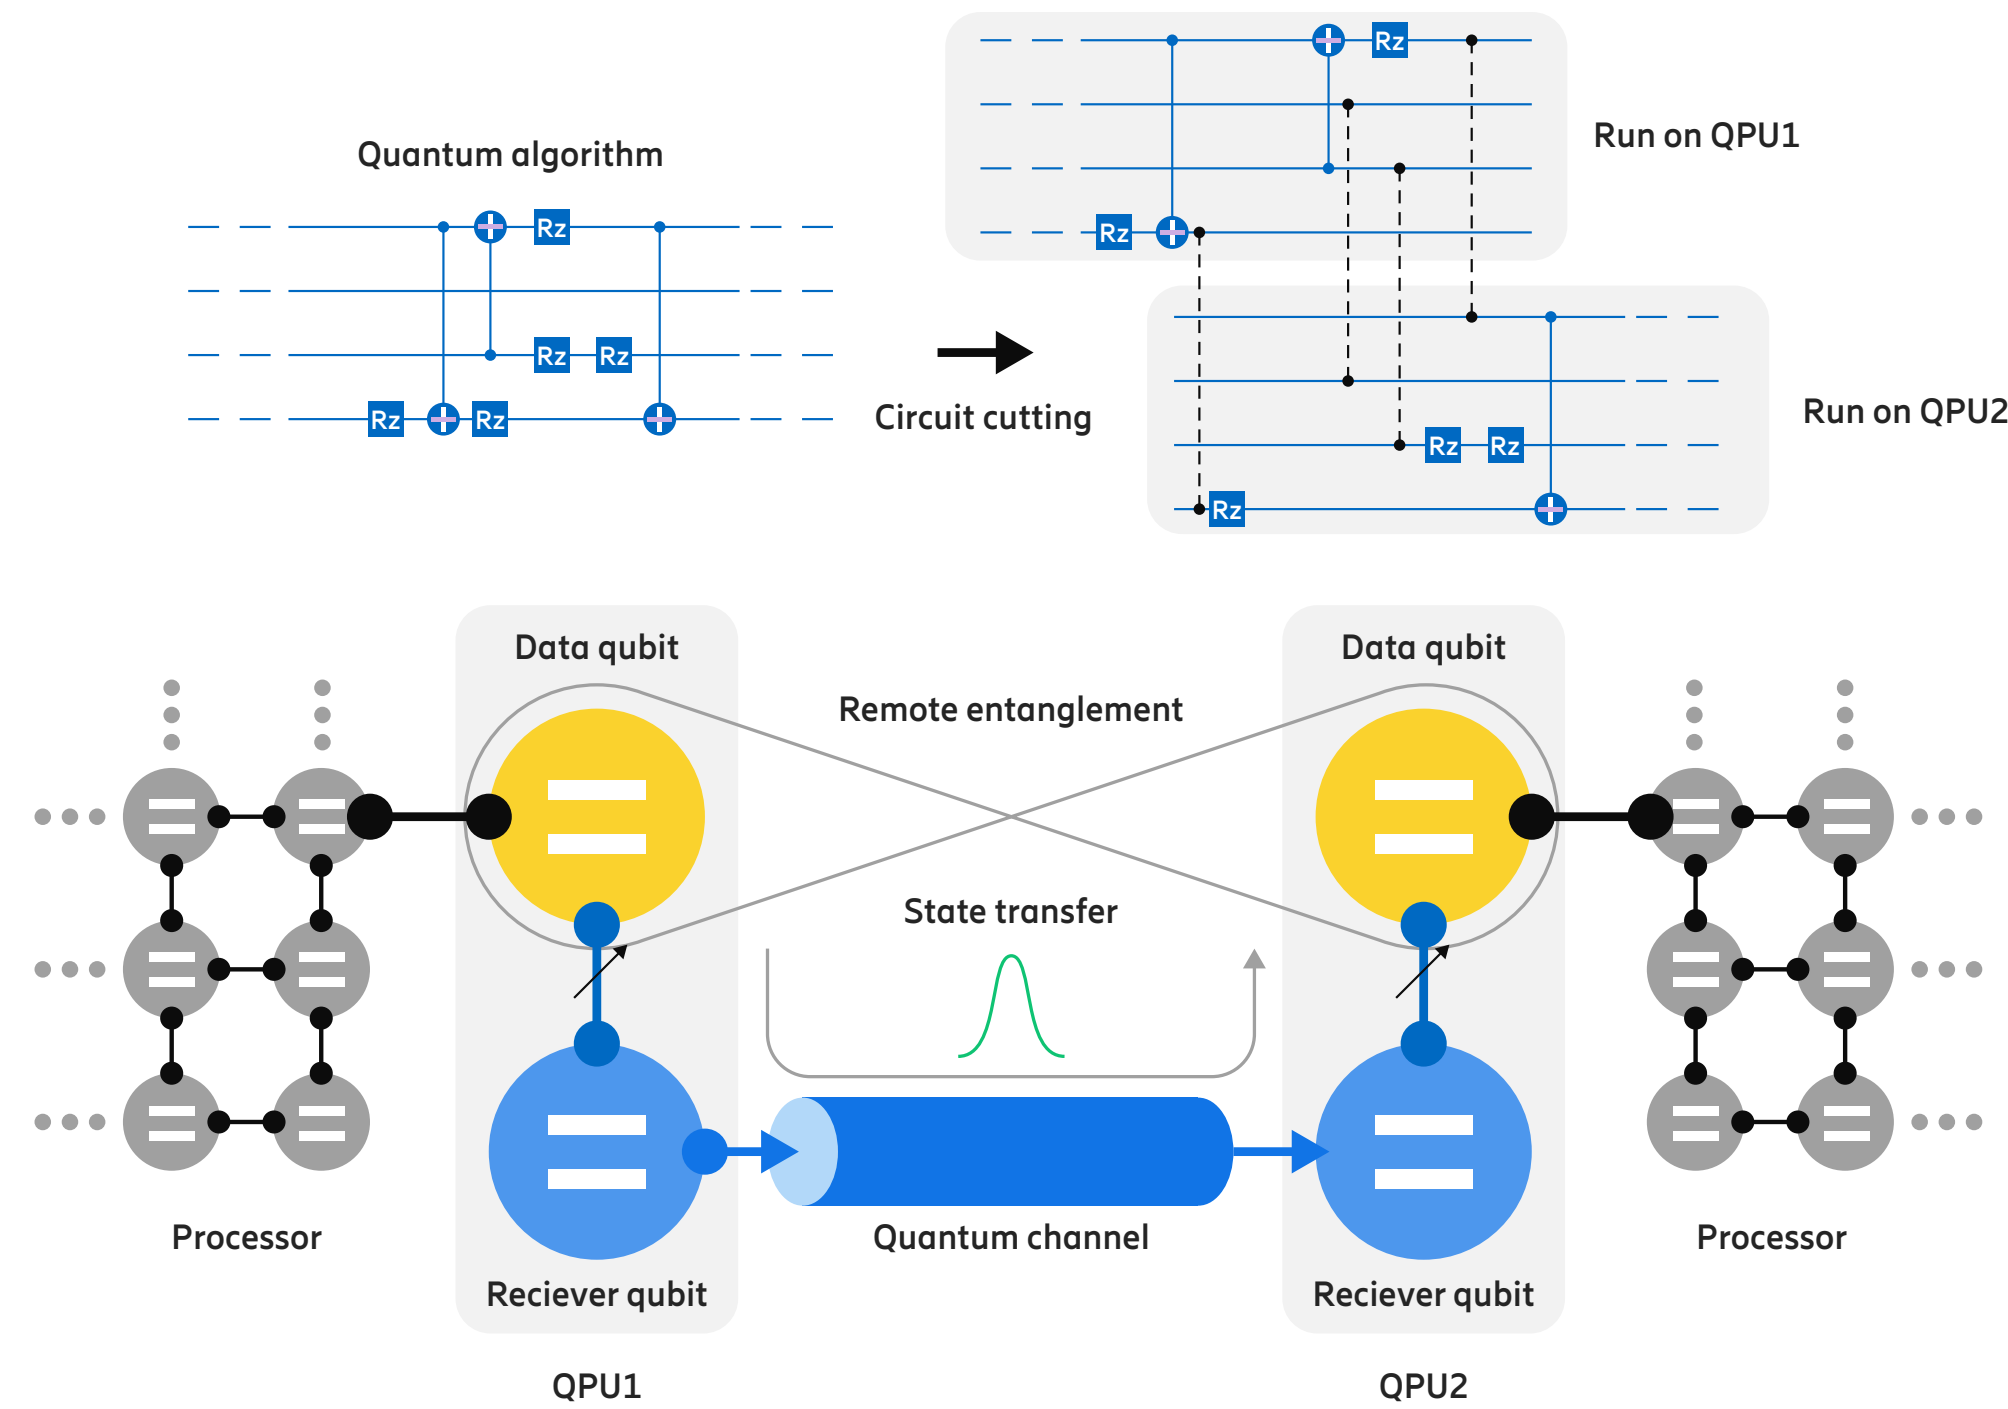 Quantum algorithm
Rz
Rz
Rz
Rz
Rz
Circuit cutting
Rz
Rz
Run on QPU1
Rz
Rz
Rz
Run on QPU2
Data qubit
Data qubit
Remote entanglement
State transfer
Processor
Quantum channel
Processor
Reciever qubit
Reciever qubit
QPU1
QPU2